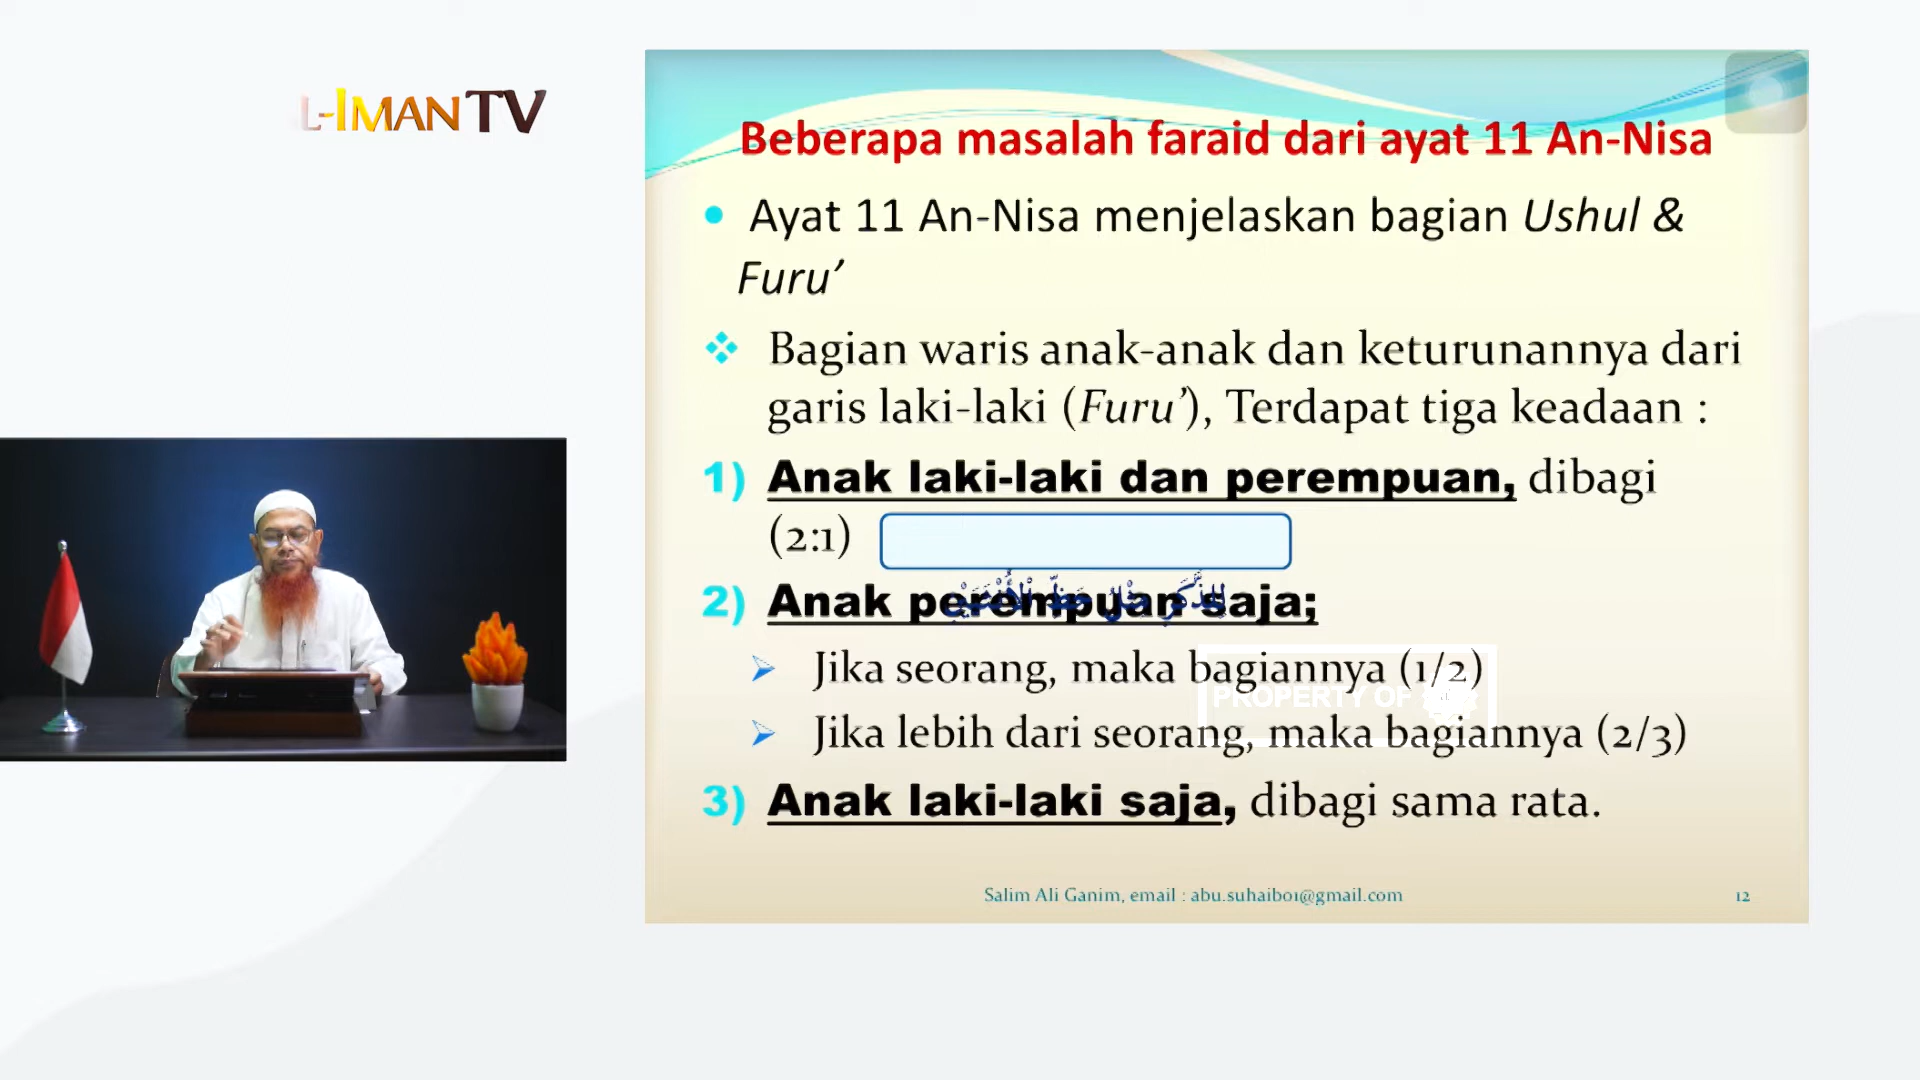 L-IMAN TV
Beberapa masalah faraid dari ayat 11 An-Nisa
• Ayat 11 An-Nisa menjelaskan bagian Ushul &
Furu’
❖ Bagian waris anak-anak dan keturunannya dari
garis laki-laki (Furu’), Terdapat tiga keadaan :
1) Anak laki-laki dan perempuan, dibagi
(2:1)
لِلذَّكَرِ مِثْلُ حَظِّ الْأُنْثَيَيْنِ
2) Anak perempuan saja;
➢ Jika seorang, maka bagiannya (1/2)
PROPERTY OF
➢ Jika lebih dari seorang, maka bagiannya (2/3)
3) Anak laki-laki saja, dibagi sama rata.
Salim Ali Ganim, email : abu.suhaib01@gmail.com
12